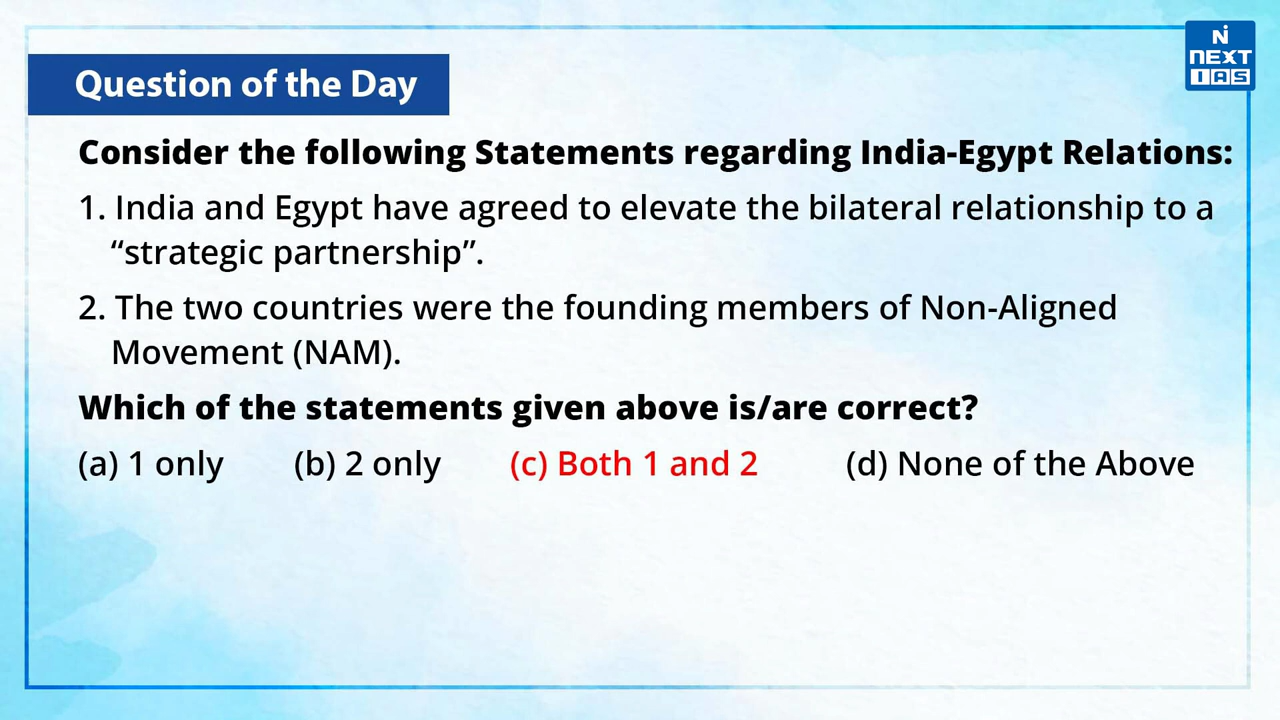 NEXT
IAS
Question of the Day
Consider the following Statements regarding India-Egypt Relations:
1. India and Egypt have agreed to elevate the bilateral relationship to a
“strategic partnership”.
2. The two countries were the founding members of Non-Aligned
Movement (NAM).
Which of the statements given above is/are correct?
(a) 1 only (b) 2 only (c) Both 1 and 2 (d) None of the Above